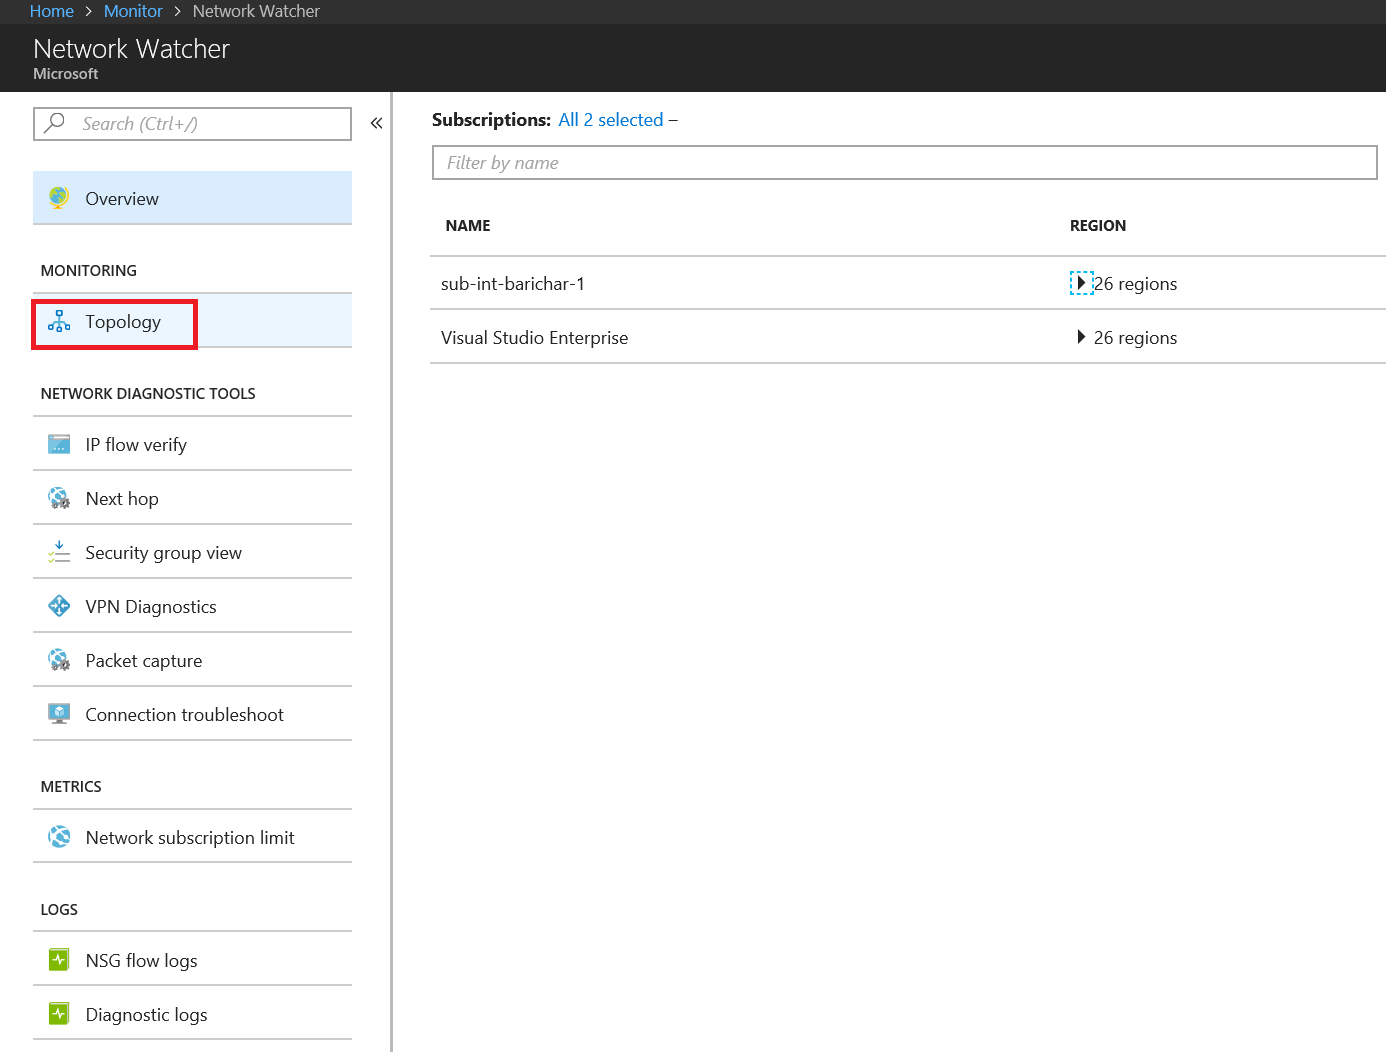 Home > Monitor > Network Watcher
Network Watcher
Microsoft
Search (Ctrl+/)
«
Overview
MONITORING
Topology
NETWORK DIAGNOSTIC TOOLS
IP flow verify
Next hop
Security group view
VPN Diagnostics
Packet capture
Connection troubleshoot
METRICS
Network subscription limit
LOGS
NSG flow logs
Diagnostic logs
Subscriptions: All 2 selected –
Filter by name
NAME REGION
sub-int-barichar-1 26 regions
Visual Studio Enterprise 26 regions